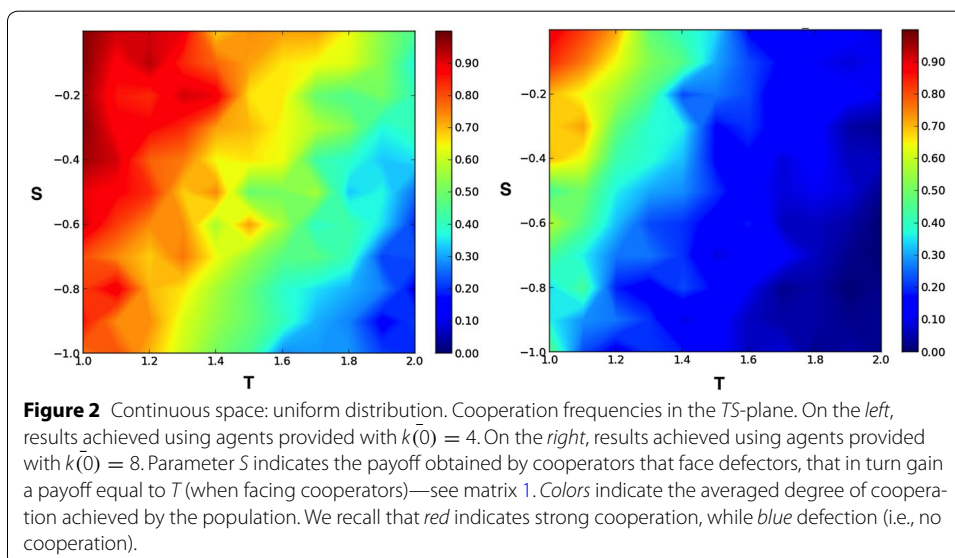 0.90
0.80
0.70
0.60
0.50
0.40
0.30
0.20
0.10
0.00
−0.2
−0.4
−0.6
−0.8
−1.0
S
1.0 1.2 1.4 1.6 1.8 2.0
T
0.90
0.80
0.70
0.60
0.50
0.40
0.30
0.20
0.10
0.00
−0.2
−0.4
−0.6
−0.8
−1.0
S
1.0 1.2 1.4 1.6 1.8 2.0
T
Figure 2 Continuous space: uniform distribution. Cooperation frequencies in the TS-plane. On the left,
results achieved using agents provided with k(̄0) = 4. On the right, results achieved using agents provided
with k(̄0) = 8. Parameter S indicates the payoff obtained by cooperators that face defectors, that in turn gain
a payoff equal to T (when facing cooperators)—see matrix 1. Colors indicate the averaged degree of coopera-
tion achieved by the population. We recall that red indicates strong cooperation, while blue defection (i.e., no
cooperation).